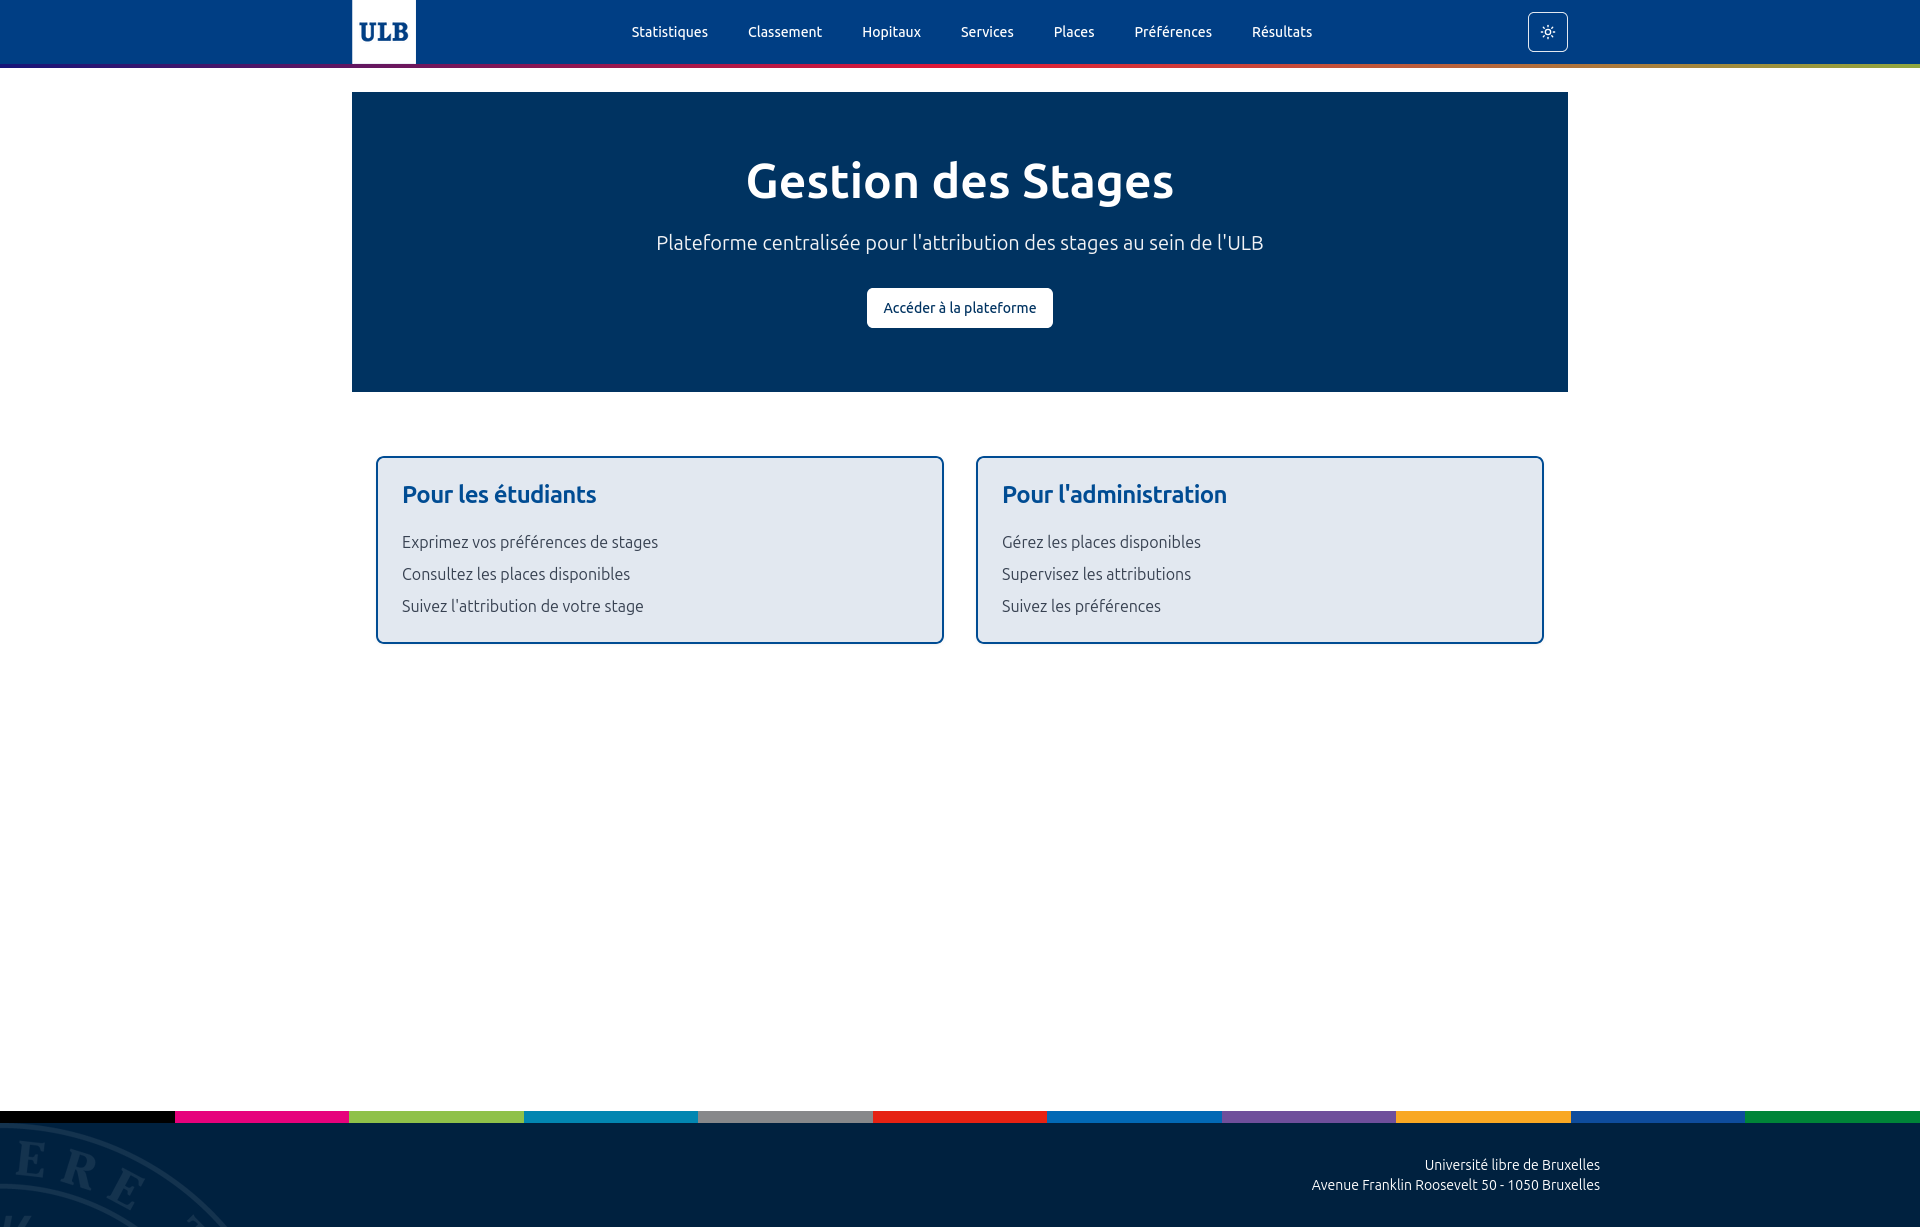 ULB
Statistiques
Classement
Hopitaux
Services
Places
Préférences
Résultats
Gestion des Stages
Plateforme centralisée pour l'attribution des stages au sein de l'ULB
Accéder à la plateforme
Pour les étudiants
Exprimez vos préférences de stages
Consultez les places disponibles
Suivez l'attribution de votre stage
Pour l'administration
Gérez les places disponibles
Supervisez les attributions
Suivez les préférences
ERE
Université libre de Bruxelles
Avenue Franklin Roosevelt 50 - 1050 Bruxelles